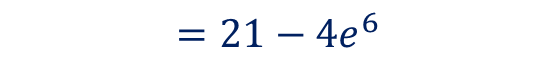 = 21 − 4e⁶